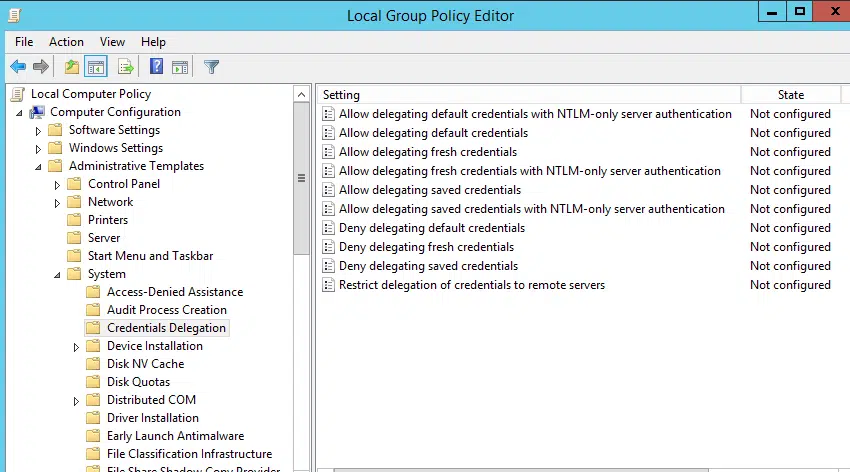 Local Group Policy Editor
File Action View Help
Local Computer Policy
Computer Configuration
Software Settings
Windows Settings
Administrative Templates
Control Panel
Network
Printers
Server
Start Menu and Taskbar
System
Access-Denied Assistance
Audit Process Creation
Credentials Delegation
Device Installation
Disk NV Cache
Disk Quotas
Distributed COM
Driver Installation
Early Launch Antimalware
File Classification Infrastructure
File Share Shadow Copy Provider
Setting State
Allow delegating default credentials with NTLM-only server authentication Not configured
Allow delegating default credentials Not configured
Allow delegating fresh credentials Not configured
Allow delegating fresh credentials with NTLM-only server authentication Not configured
Allow delegating saved credentials Not configured
Allow delegating saved credentials with NTLM-only server authentication Not configured
Deny delegating default credentials Not configured
Deny delegating fresh credentials Not configured
Deny delegating saved credentials Not configured
Restrict delegation of credentials to remote servers Not configured